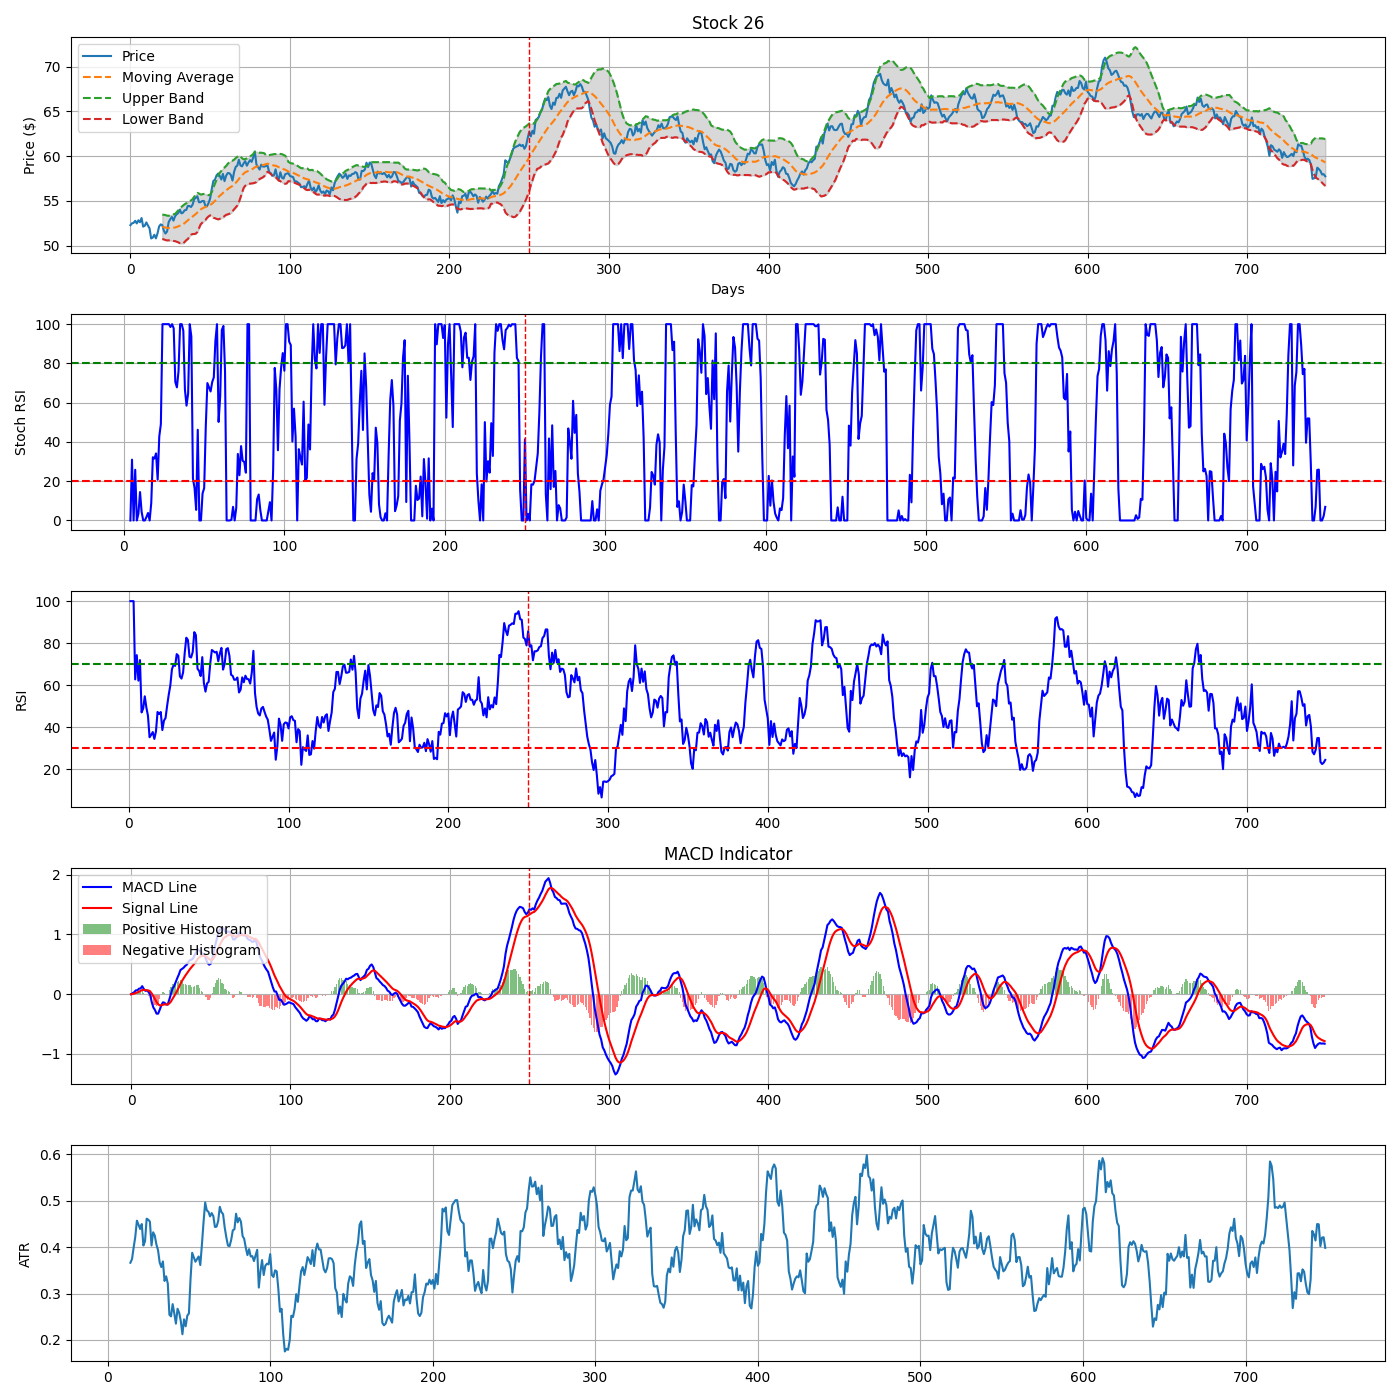 Stock 26
Price ($)
70
65
60
55
50
Price
Moving Average
Upper Band
Lower Band
0 100 200 300 400 500 600 700
Days
Stoch RSI
100
80
60
40
20
0
0 100 200 300 400 500 600 700
RSI
100
80
60
40
20
0 100 200 300 400 500 600 700
MACD Indicator
2
1
0
−1
MACD Line
Signal Line
Positive Histogram
Negative Histogram
0 100 200 300 400 500 600 700
ATR
0.6
0.5
0.4
0.3
0.2
0 100 200 300 400 500 600 700